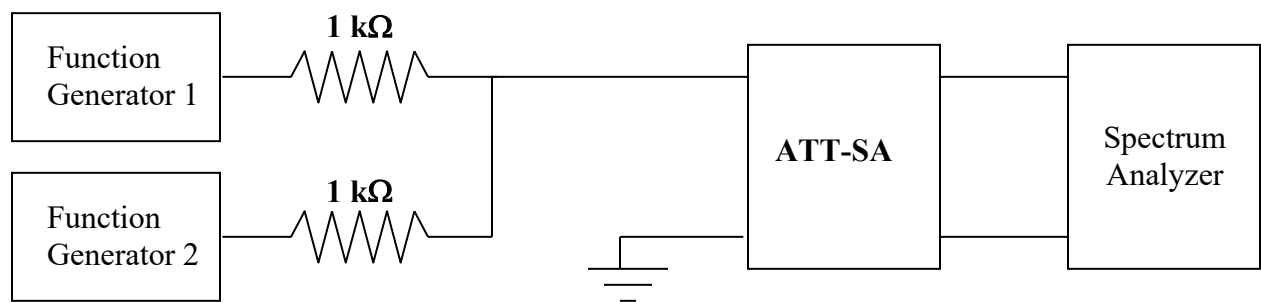 1 kΩ
Function
Generator 1
ATT-SA
Spectrum
Analyzer
1 kΩ
Function
Generator 2